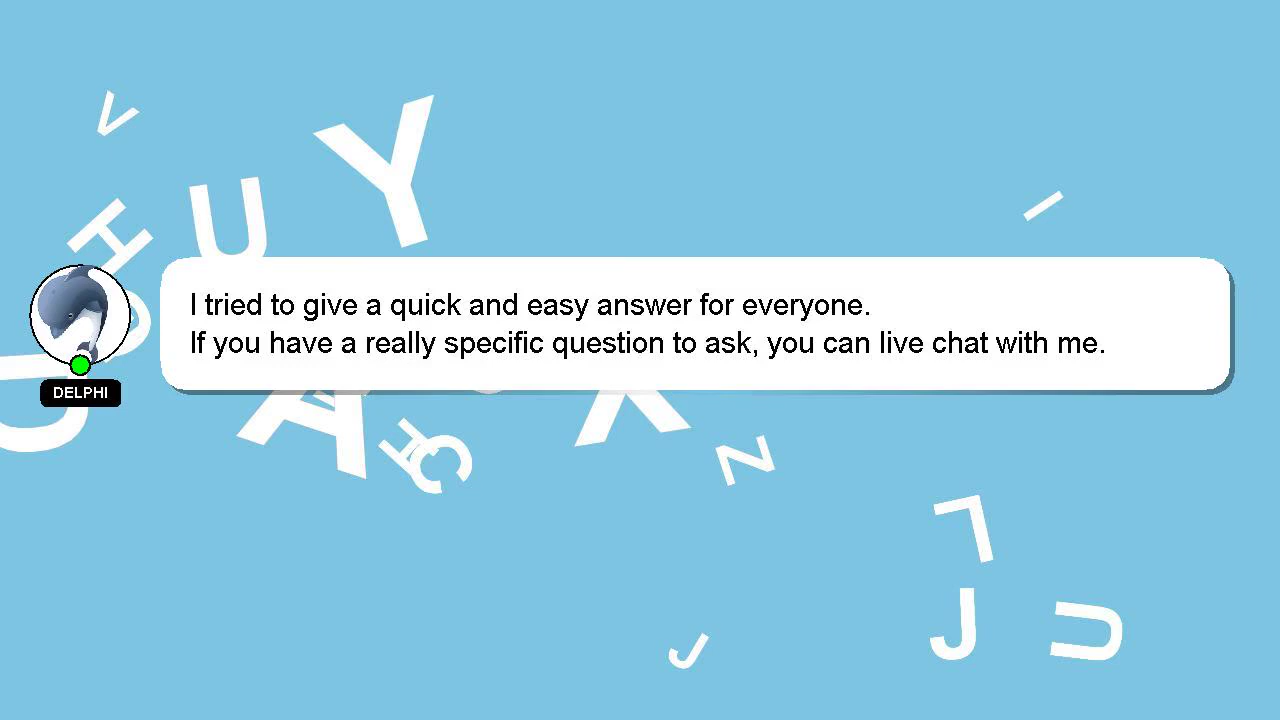 V
Y
U
H
I
I tried to give a quick and easy answer for everyone.
If you have a really specific question to ask, you can live chat with me.
DELPHI
A
H
C
X
N
L
J
U
J